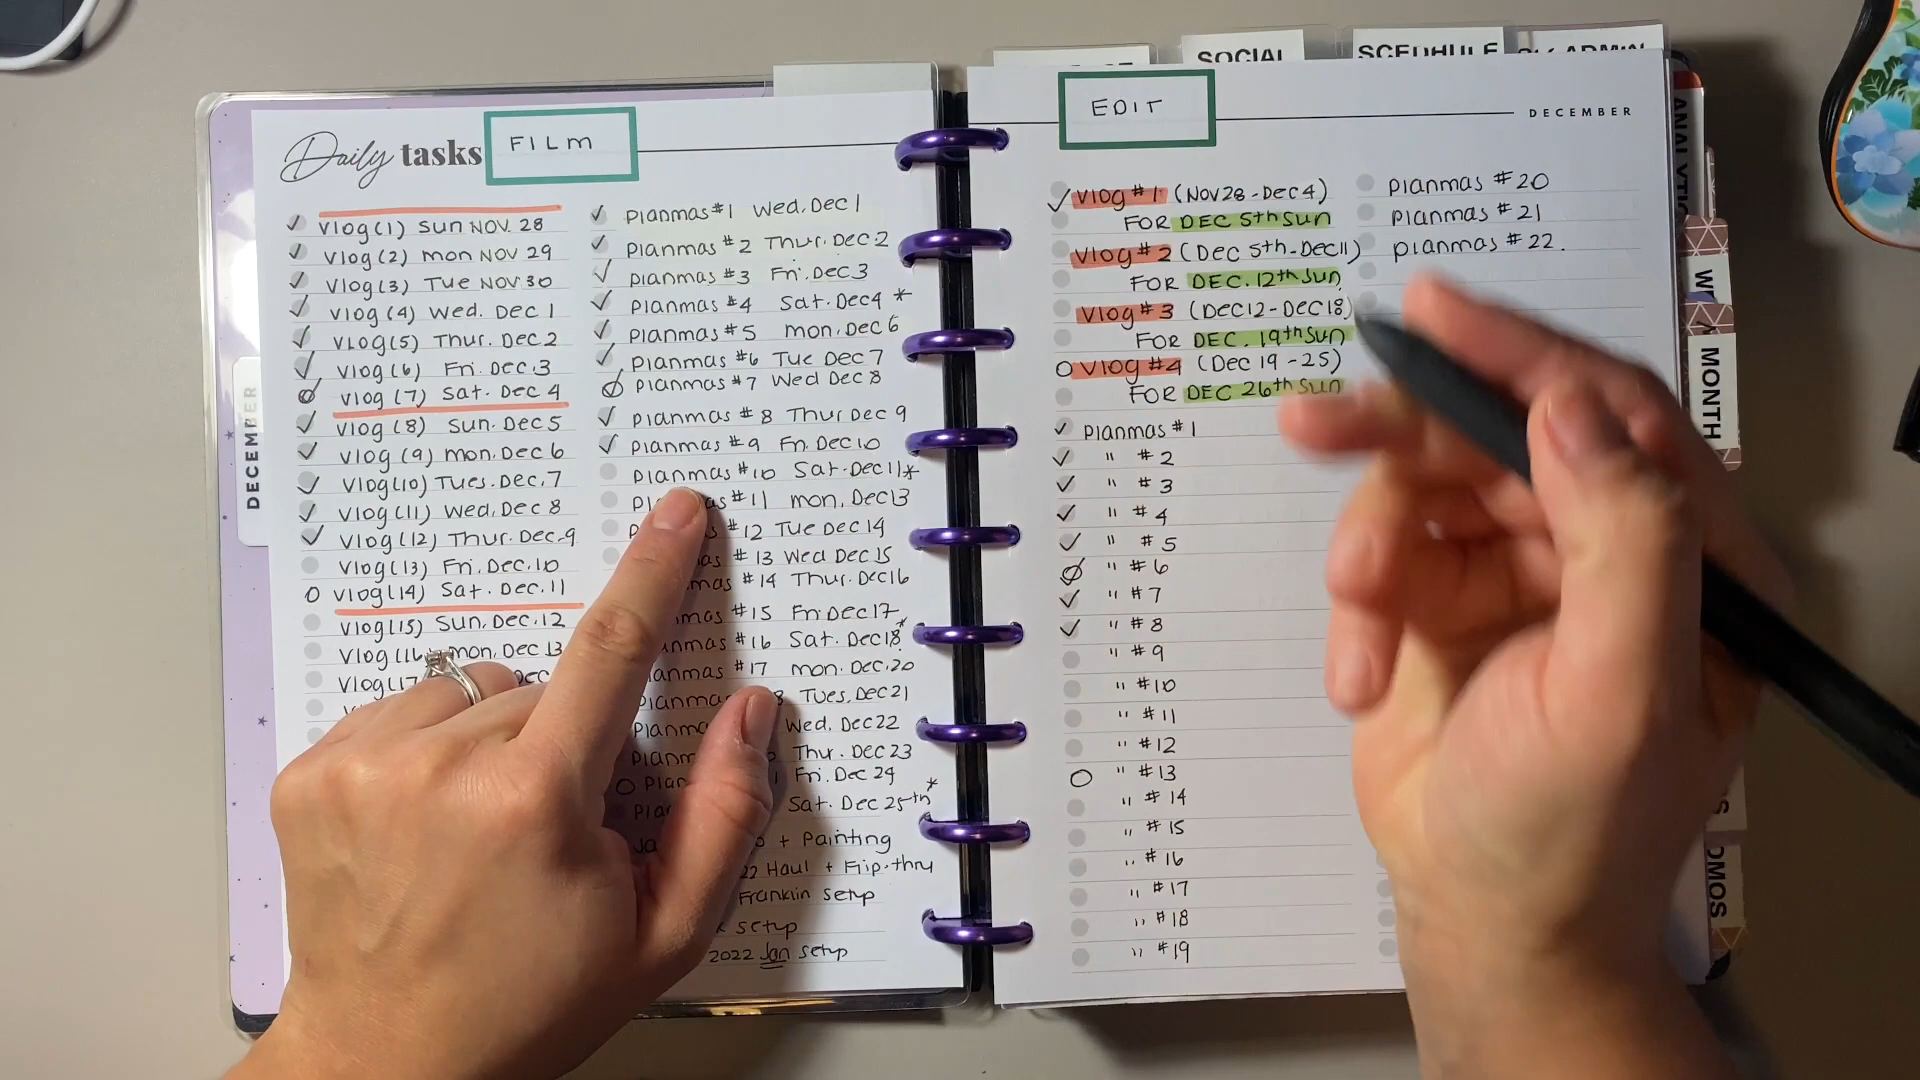 SOCIAL
SCEDHULE
ADMIN
DECEMBER
Daily tasks
FILM
Vlog(1) Sun NOV. 28
Vlog(2) mon NOV 29
Vlog(3) Tue NOV 30
Vlog(4) Wed. Dec 1
VLog(5) Thur. Dec 2
Vlog(6) Fri. Dec.3
Vlog(7) Sat. Dec 4
Vlog(8) Sun. Dec 5
Vlog(9) mon. Dec 6
Vlog(10) Tues. Dec.7
Vlog(11) Wed. Dec 8
Vlog(12) Thur. Dec.9
Vlog(13) Fri. Dec.10
Vlog(14) Sat. Dec.11
Vlog(15) Sun. Dec.12
Vlog(16) mon. Dec 13
Planmas #1 Wed. Dec 1
Planmas #2 Thur. Dec 2
Planmas #3 Fri. Dec 3
Planmas #4 Sat. Dec 4 *
Planmas #5 mon. Dec 6
Planmas #6 Tue Dec 7
Planmas #7 Wed Dec 8
Planmas #8 Thur Dec 9
Planmas #9 Fri. Dec 10
Planmas #10 Sat. Dec 11*
#11 mon. Dec 13
#12 Tue Dec 14
#13 Wed Dec 15
#14 Thur. Dec 16
#15 Fri Dec 17
#16 Sat. Dec 18*
#17 mon. Dec.20
Tues. Dec 21
Wed. Dec 22
Thur. Dec 23
Fri. Dec 24
Sat. Dec 25th*
+ Painting
Haul + Flip-thru
Franklin setup
setup
2022 Jan setup
EDIT
DECEMBER
Vlog #1 (Nov 28 - Dec 4)
FOR DEC 5th Sun
Vlog #2 (Dec 5th - Dec 11)
FOR DEC. 12th Sun
Vlog #3 (Dec 12 - Dec 18)
FOR DEC. 19th Sun
Vlog #4 (Dec 19 - 25)
FOR DEC 26th Sun
Planmas #1
" #2
" #3
" #4
" #5
" #6
" #7
" #8
" #9
" #10
" #11
" #12
" #13
" #14
" #15
" #16
" #17
" #18
" #19
Planmas #20
Planmas #21
Planmas #22.
MONTH